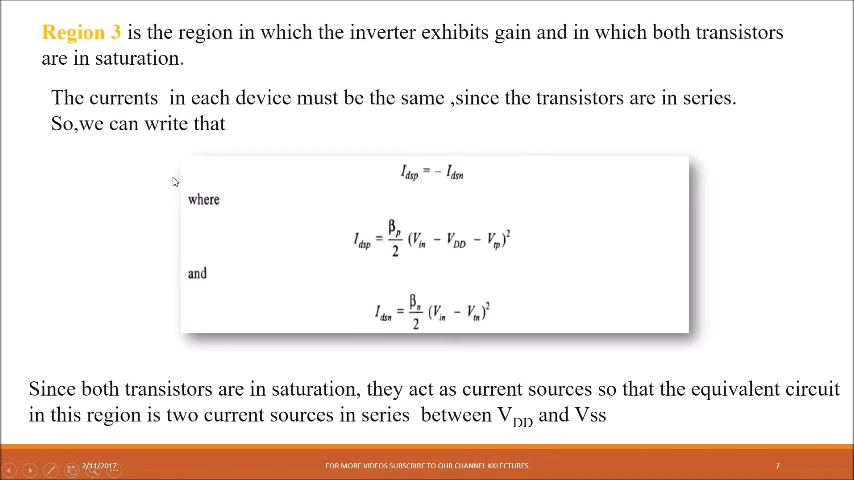 Region 3 is the region in which the inverter exhibits gain and in which both transistors
are in saturation.
The currents in each device must be the same ,since the transistors are in series.
So,we can write that
I_dsp = – I_dsn
where
I_dsp = β_p/2 (V_in – V_DD – V_tp)²
and
I_dsn = β_n/2 (V_in – V_tn)²
Since both transistors are in saturation, they act as current sources so that the equivalent circuit
in this region is two current sources in series between V_DD and Vss
2/11/2017 FOR MORE VIDEOS SUBSCRIBE TO OUR CHANNEL KKLECTURES 7